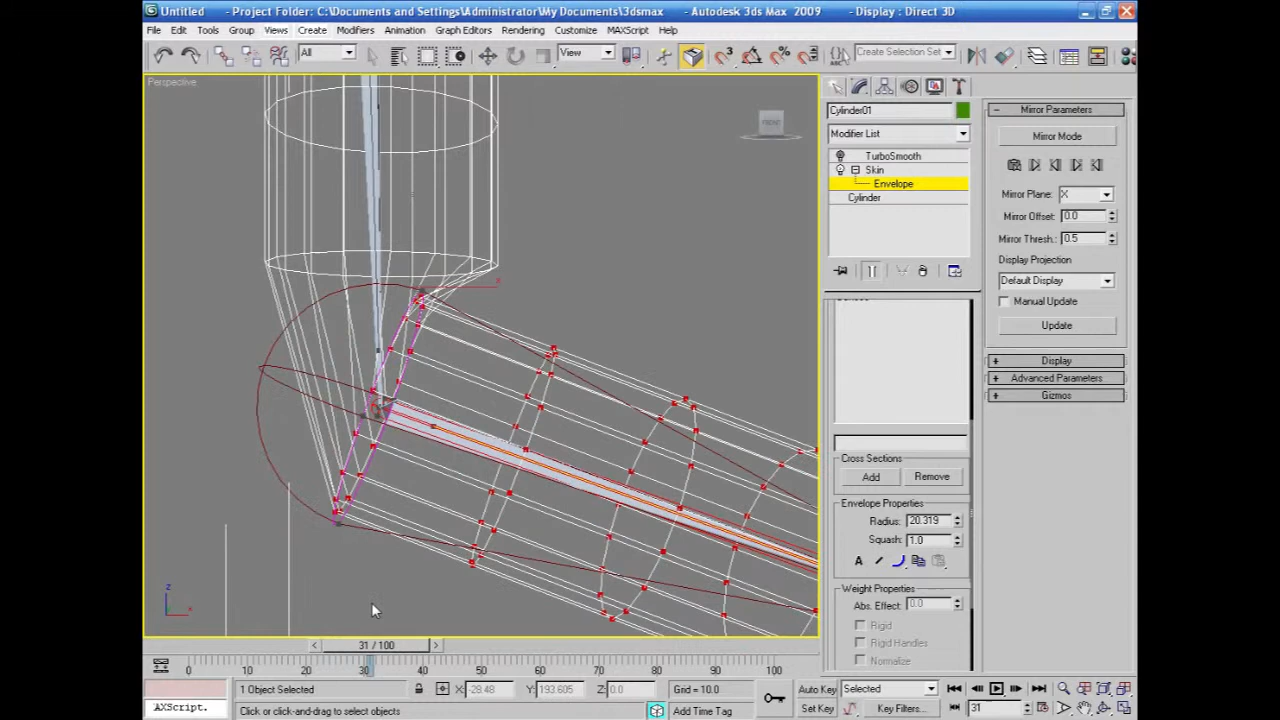 Untitled - Project Folder: C:\Documents and Settings\Administrator\My Documents\3dsmax - Autodesk 3ds Max 2009 - Display : Direct 3D
File Edit Tools Group Views Create Modifiers Animation Graph Editors Rendering Customize MAXScript Help
All View Create Selection Set
Perspective
FRONT
Cylinder01
Modifier List
TurboSmooth
Skin
Envelope
Cylinder
Mirror Parameters
Mirror Mode
Mirror Plane: X
Mirror Offset: 0.0
Mirror Thresh.: 0.5
Display Projection
Default Display
Manual Update
Update
Display
Advanced Parameters
Gizmos
Cross Sections
Add Remove
Envelope Properties
Radius: 20.319
Squash: 1.0
A
Weight Properties
Abs. Effect: 0.0
Rigid
Rigid Handles
Normalize
x
z
x
< 31 / 100 >
0 10 20 30 40 50 60 70 80 90 100
1 Object Selected X: -28.48 Y: 193.605 Z: 0.0 Grid = 10.0 Auto Key Selected
AXScript. Click or click-and-drag to select objects Add Time Tag Set Key Key Filters... 31